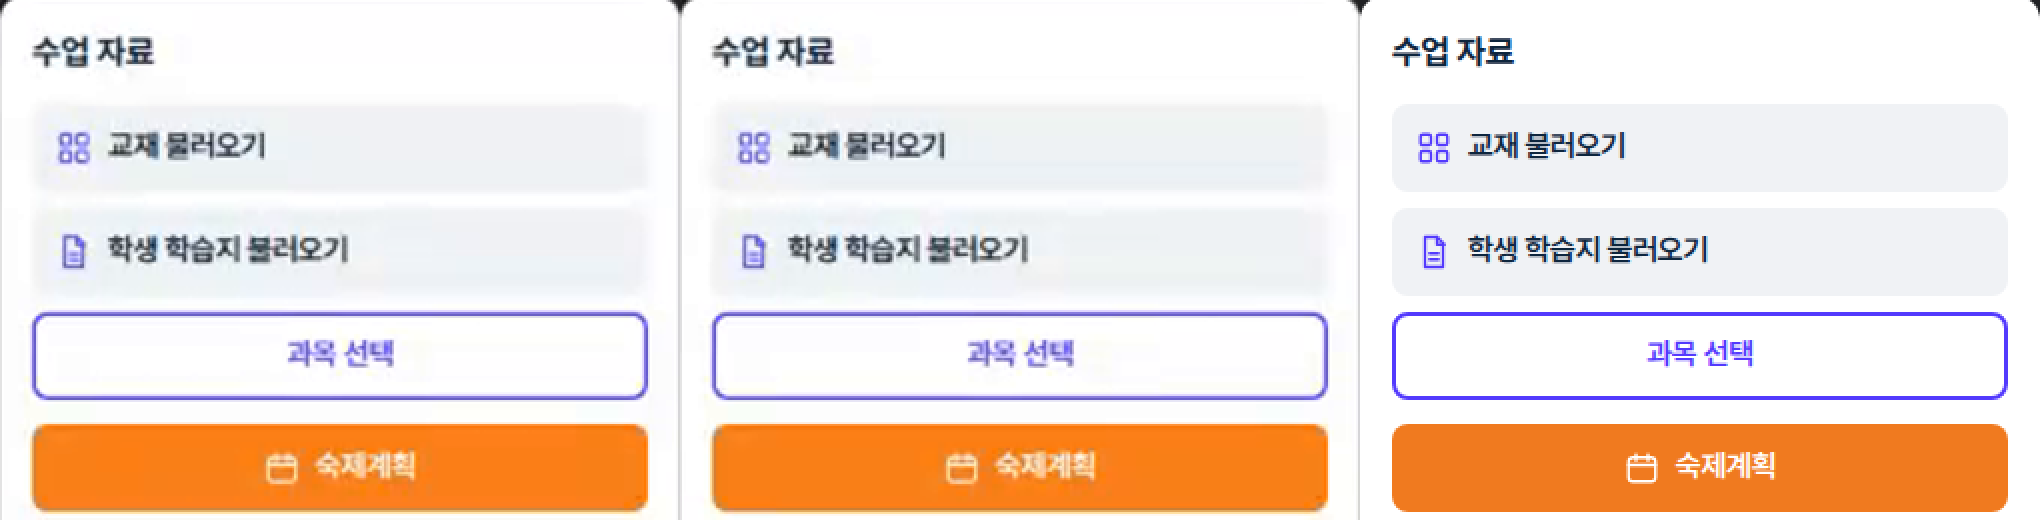 수업 자료
교재 불러오기
학생 학습지 불러오기
과목 선택
숙제계획
수업 자료
교재 불러오기
학생 학습지 불러오기
과목 선택
숙제계획
수업 자료
교재 불러오기
학생 학습지 불러오기
과목 선택
숙제계획